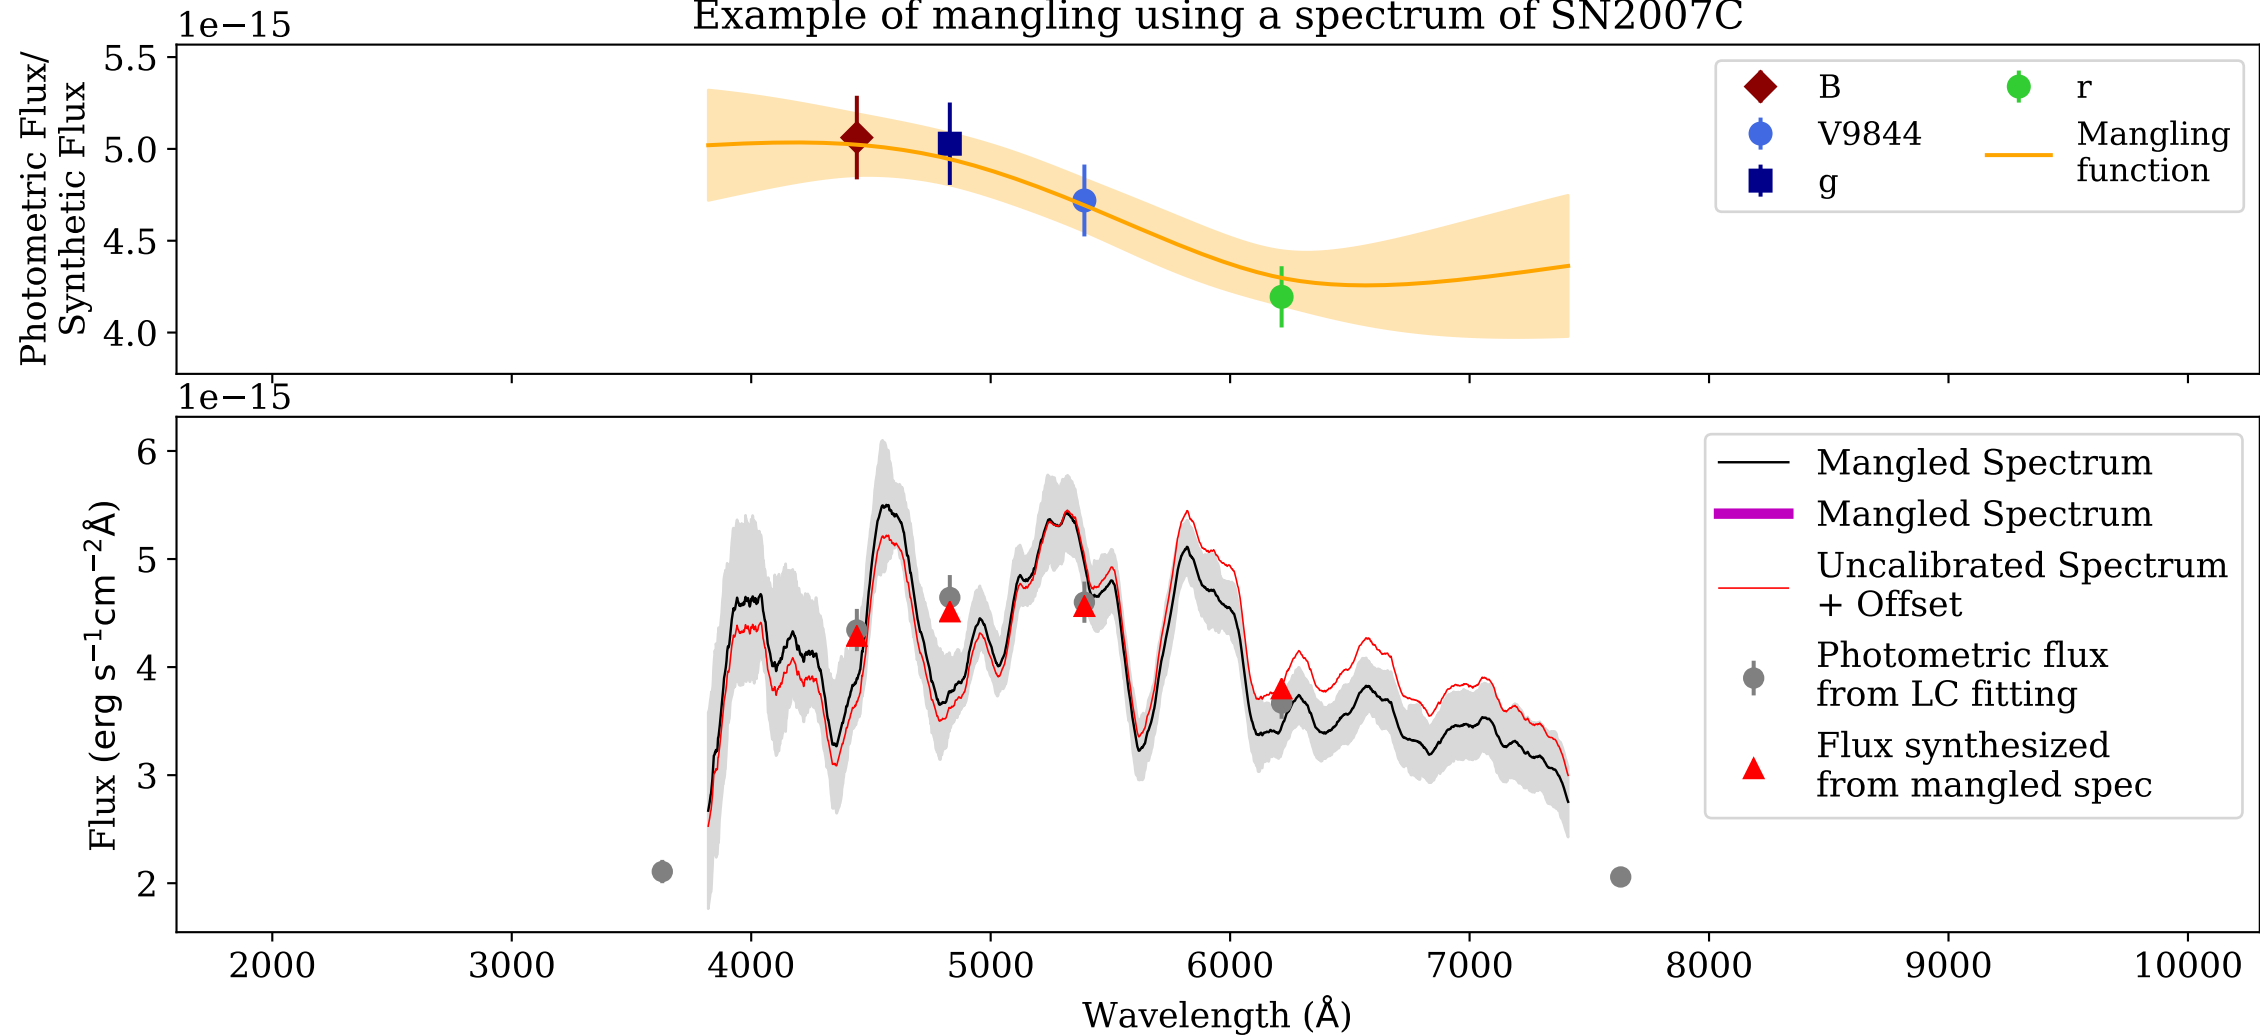 Example of mangling using a spectrum of SN2007C
1e−15
5.5
5.0
4.5
4.0
Photometric Flux/
Synthetic Flux
B
V9844
g
r
Mangling
function
1e−15
6
5
4
3
2
Flux (erg s−1cm−2Å)
Mangled Spectrum
Mangled Spectrum
Uncalibrated Spectrum
+ Offset
Photometric flux
from LC fitting
Flux synthesized
from mangled spec
2000 3000 4000 5000 6000 7000 8000 9000 10000
Wavelength (Å)